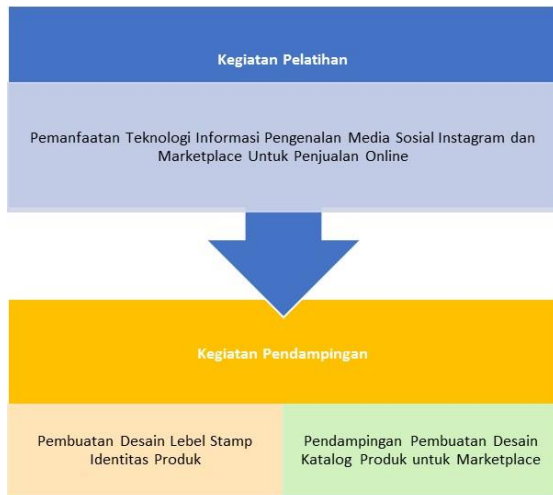 Kegiatan Pelatihan
Pemanfaatan Teknologi Informasi Pengenalan Media Sosial Instagram dan
Marketplace Untuk Penjualan Online
Kegiatan Pendampingan
Pembuatan Desain Lebel Stamp
Identitas Produk
Pendampingan Pembuatan Desain
Katalog Produk untuk Marketplace